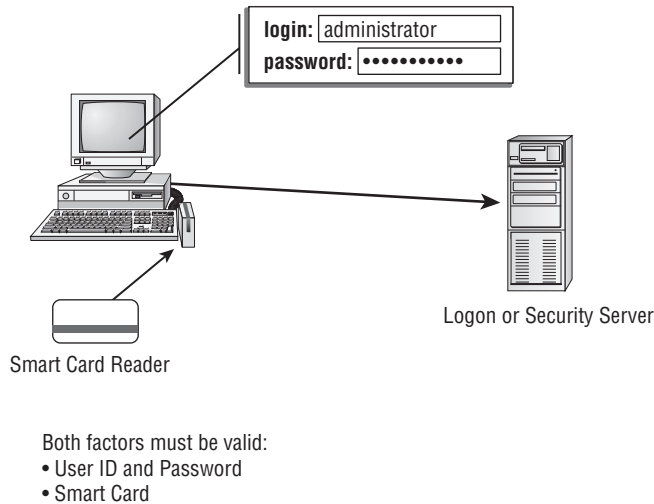 login: administrator
password: •••••••••••
Logon or Security Server
Smart Card Reader
Both factors must be valid:
• User ID and Password
• Smart Card